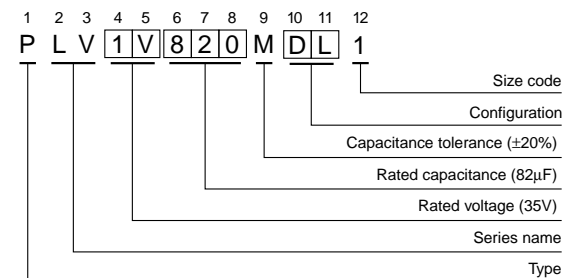 1 2 3 4 5 6 7 8 9 10 11 12
P L V 1 V 8 2 0 M D L 1
Size code
Configuration
Capacitance tolerance (±20%)
Rated capacitance (82μF)
Rated voltage (35V)
Series name
Type